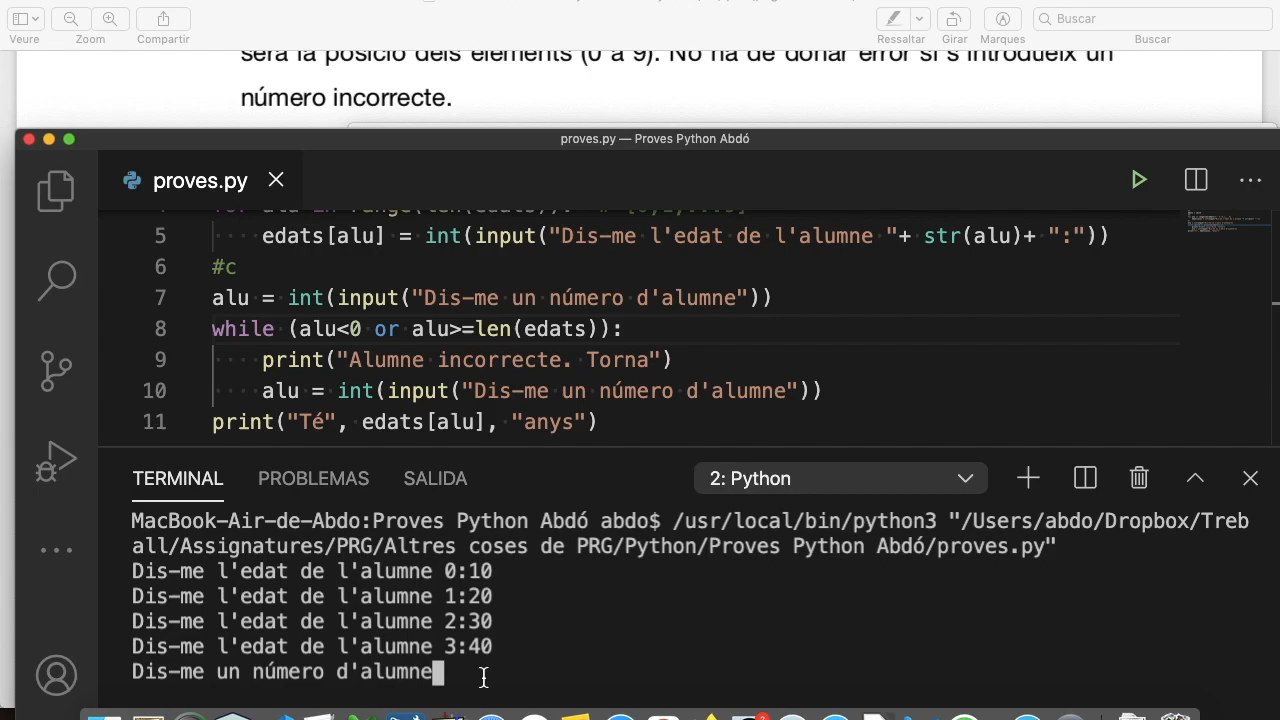 Buscar
Veure Zoom Compartir Ressaltar Girar Marques Buscar
serà la posició dels elements (0 a 9). No ha de donar error si s'introdueix un
número incorrecte.
proves.py — Proves Python Abdó
proves.py
5 edats[alu] = int(input("Dis-me l'edat de l'alumne "+ str(alu)+ ":"))
6 #c
7 alu = int(input("Dis-me un número d'alumne"))
8 while (alu<0 or alu>=len(edats)):
9 print("Alumne incorrecte. Torna")
10 alu = int(input("Dis-me un número d'alumne"))
11 print("Té", edats[alu], "anys")
TERMINAL PROBLEMAS SALIDA 2: Python
MacBook-Air-de-Abdo:Proves Python Abdó abdo$ /usr/local/bin/python3 "/Users/abdo/Dropbox/Treb
all/Assignatures/PRG/Altres coses de PRG/Python/Proves Python Abdó/proves.py"
Dis-me l'edat de l'alumne 0:10
Dis-me l'edat de l'alumne 1:20
Dis-me l'edat de l'alumne 2:30
Dis-me l'edat de l'alumne 3:40
Dis-me un número d'alumne